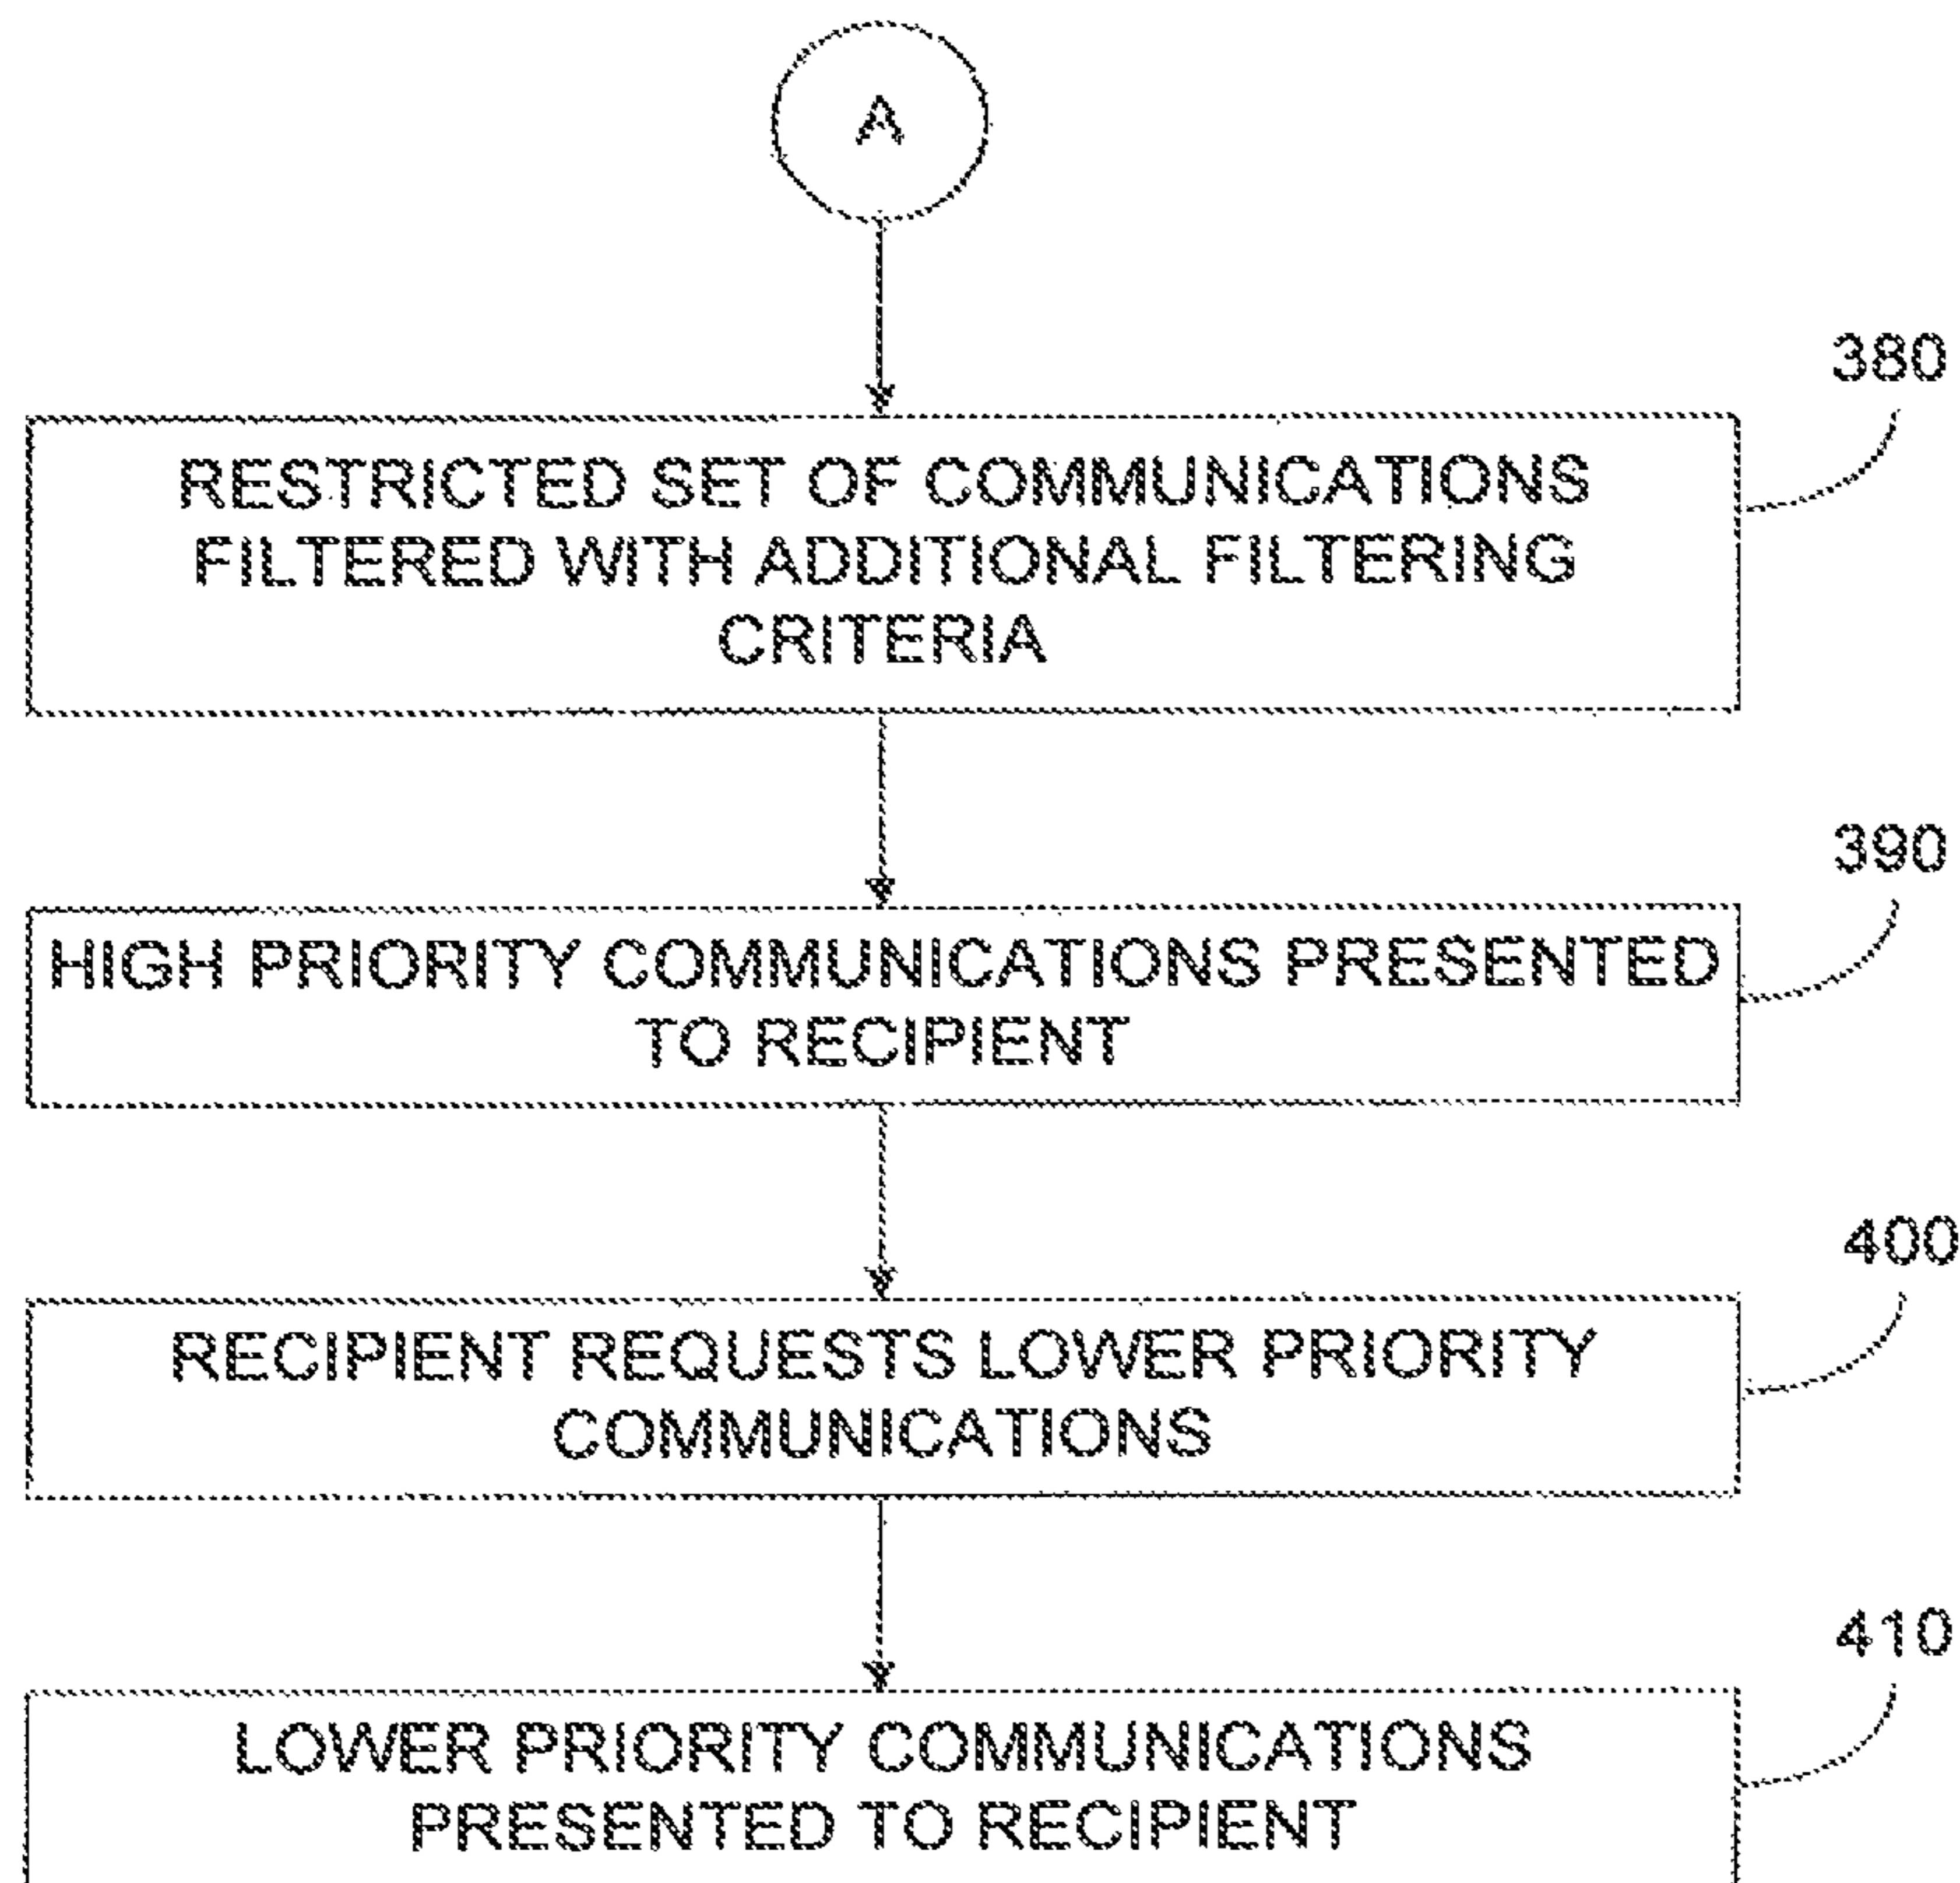 A
380
RESTRICTED SET OF COMMUNICATIONS
FILTERED WITH ADDITIONAL FILTERING
CRITERIA
390
HIGH PRIORITY COMMUNICATIONS PRESENTED
TO RECIPIENT
400
RECIPIENT REQUESTS LOWER PRIORITY
COMMUNICATIONS
410
LOWER PRIORITY COMMUNICATIONS
PRESENTED TO RECIPIENT